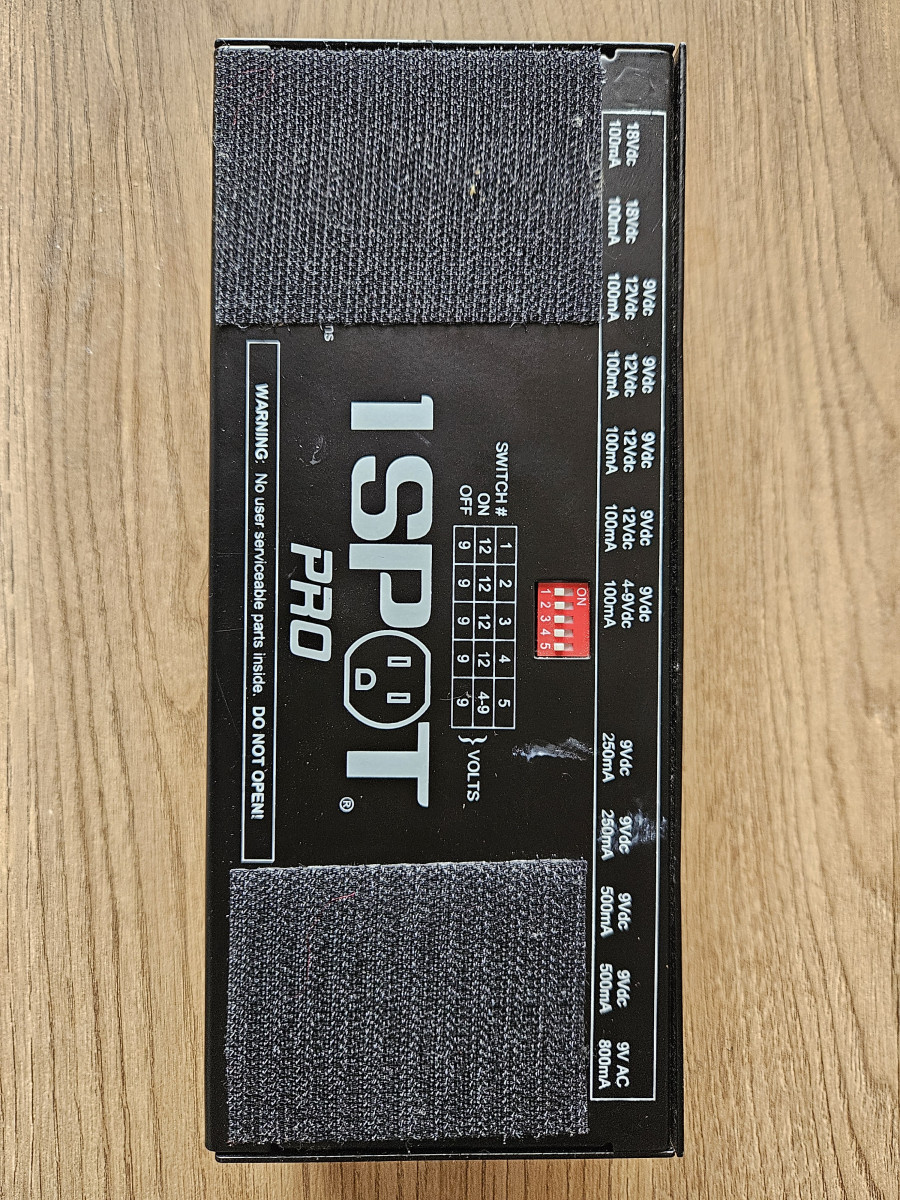 9Vdc 9Vdc 9Vdc 9Vdc 9Vdc
18Vdc 18Vdc 12Vdc 12Vdc 12Vdc 12Vdc 4-9Vdc 9Vdc 9Vdc 9Vdc 9Vdc 9V AC
100mA 100mA 100mA 100mA 100mA 100mA 100mA 250mA 250mA 500mA 500mA 800mA
ON
1 2 3 4 5
SWITCH # 1 2 3 4 5
ON 12 12 12 12 4-9
OFF 9 9 9 9 9
} VOLTS
1 SPOT®
PRO
WARNING: No user serviceable parts inside. DO NOT OPEN!